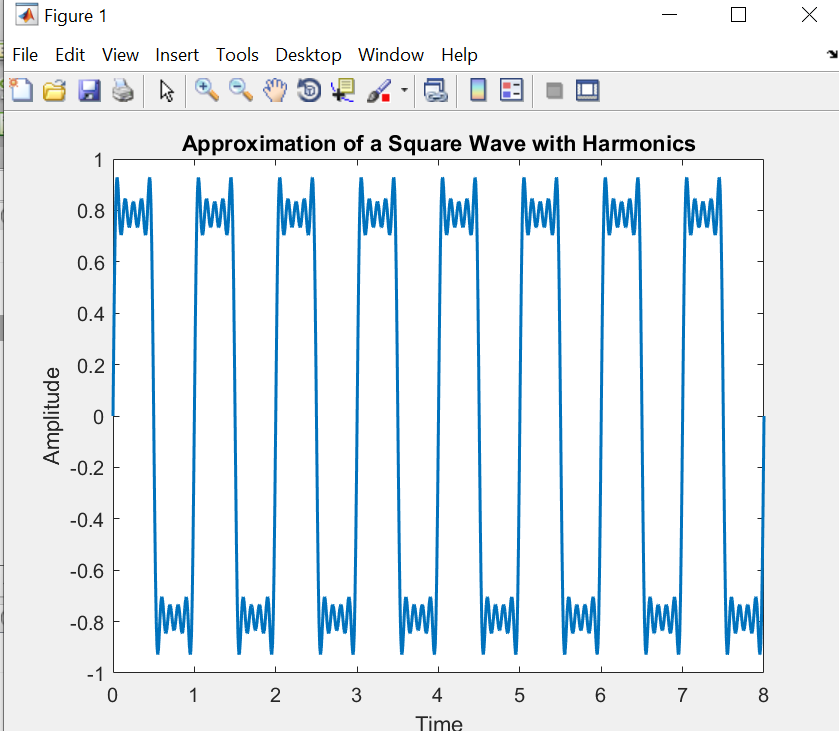 Figure 1
File Edit View Insert Tools Desktop Window Help
Approximation of a Square Wave with Harmonics
1
0.8
0.6
0.4
0.2
0
-0.2
-0.4
-0.6
-0.8
-1
Amplitude
0 1 2 3 4 5 6 7 8
Time